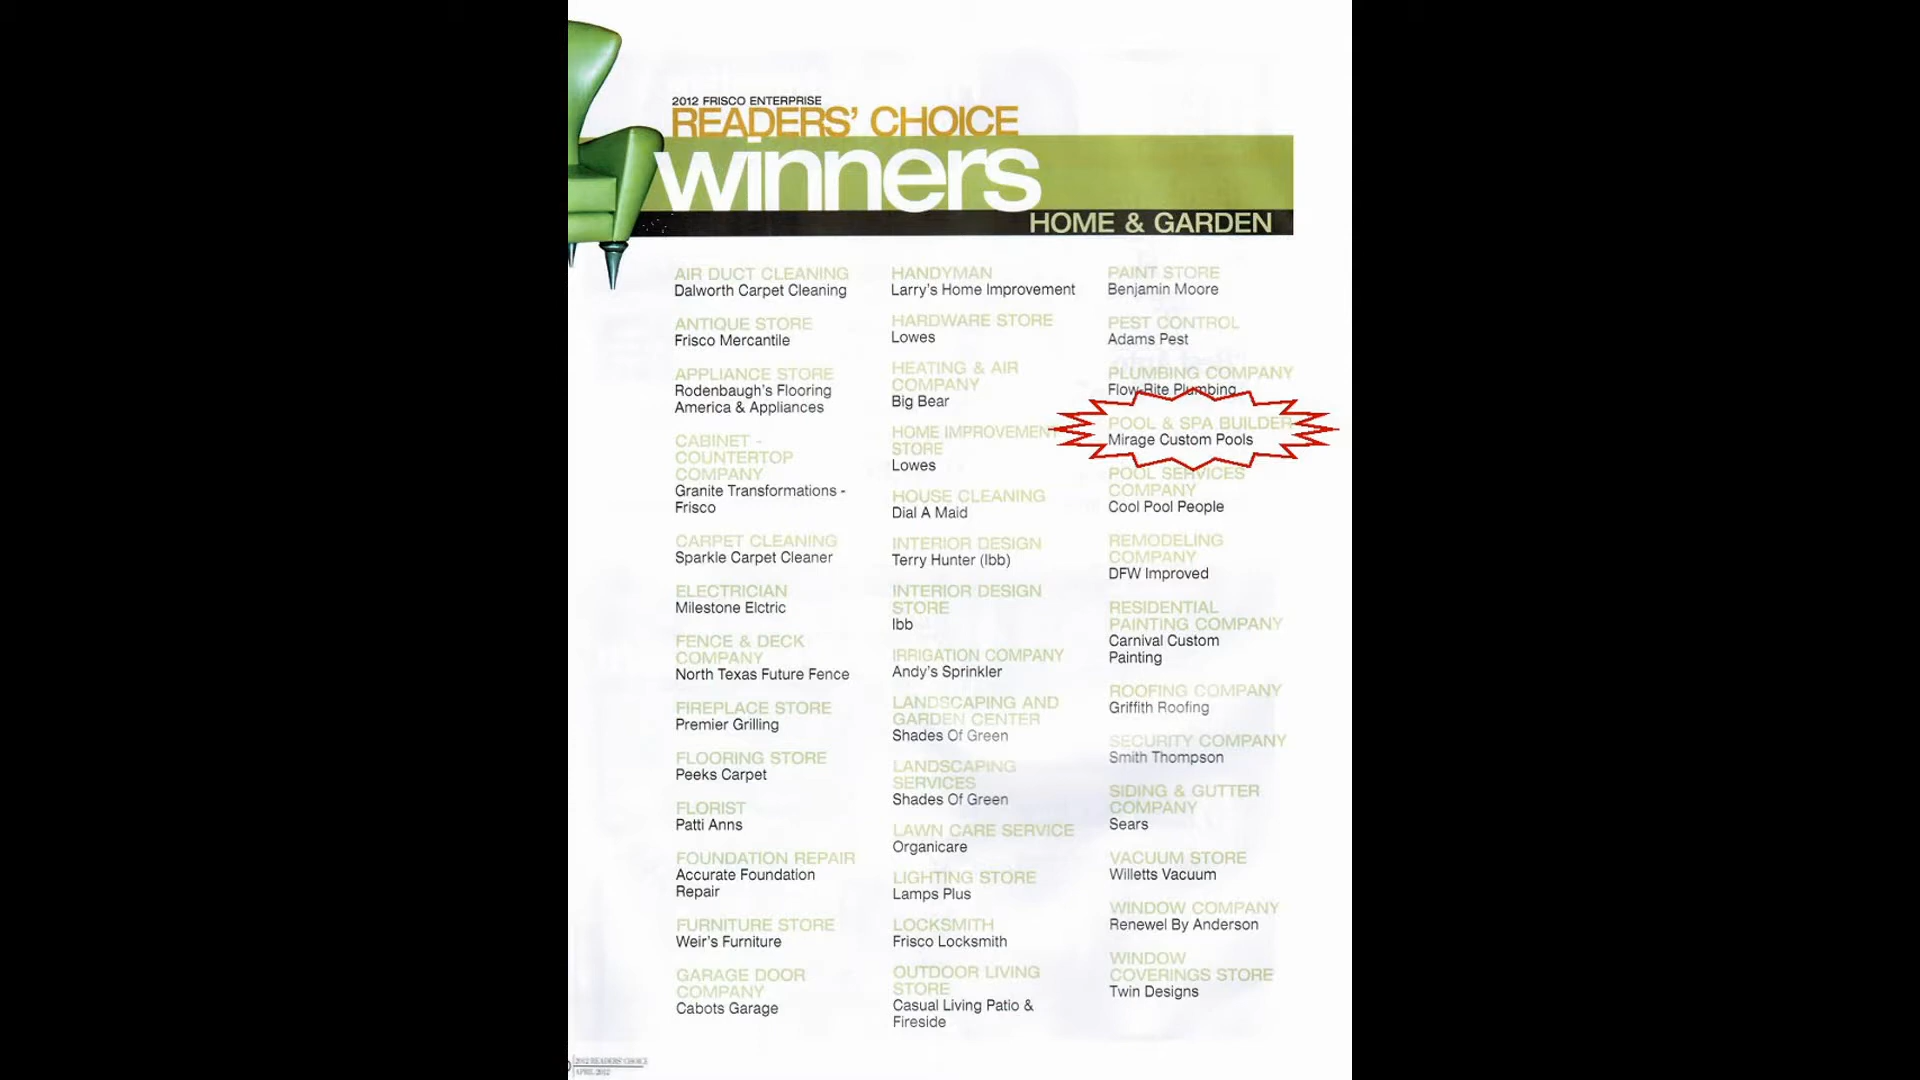 2012 FRISCO ENTERPRISE
READERS' CHOICE
winners
HOME & GARDEN
AIR DUCT CLEANING
Dalworth Carpet Cleaning
ANTIQUE STORE
Frisco Mercantile
APPLIANCE STORE
Rodenbaugh's Flooring
America & Appliances
CABINET -
COUNTERTOP
COMPANY
Granite Transformations -
Frisco
CARPET CLEANING
Sparkle Carpet Cleaner
ELECTRICIAN
Milestone Elctric
FENCE & DECK
COMPANY
North Texas Future Fence
FIREPLACE STORE
Premier Grilling
FLOORING STORE
Peeks Carpet
FLORIST
Patti Anns
FOUNDATION REPAIR
Accurate Foundation
Repair
FURNITURE STORE
Weir's Furniture
GARAGE DOOR
COMPANY
Cabots Garage
HANDYMAN
Larry's Home Improvement
HARDWARE STORE
Lowes
HEATING & AIR
COMPANY
Big Bear
HOME IMPROVEMENT
STORE
Lowes
HOUSE CLEANING
Dial A Maid
INTERIOR DESIGN
Terry Hunter (Ibb)
INTERIOR DESIGN
STORE
Ibb
IRRIGATION COMPANY
Andy's Sprinkler
LANDSCAPING AND
GARDEN CENTER
Shades Of Green
LANDSCAPING
SERVICES
Shades Of Green
LAWN CARE SERVICE
Organicare
LIGHTING STORE
Lamps Plus
LOCKSMITH
Frisco Locksmith
OUTDOOR LIVING
STORE
Casual Living Patio &
Fireside
PAINT STORE
Benjamin Moore
PEST CONTROL
Adams Pest
PLUMBING COMPANY
Flow-Rite Plumbing
POOL & SPA BUILDER
Mirage Custom Pools
POOL SERVICES
COMPANY
Cool Pool People
REMODELING
COMPANY
DFW Improved
RESIDENTIAL
PAINTING COMPANY
Carnival Custom
Painting
ROOFING COMPANY
Griffith Roofing
SECURITY COMPANY
Smith Thompson
SIDING & GUTTER
COMPANY
Sears
VACUUM STORE
Willetts Vacuum
WINDOW COMPANY
Renewel By Anderson
WINDOW
COVERINGS STORE
Twin Designs
2012 READERS' CHOICE
APRIL 2012